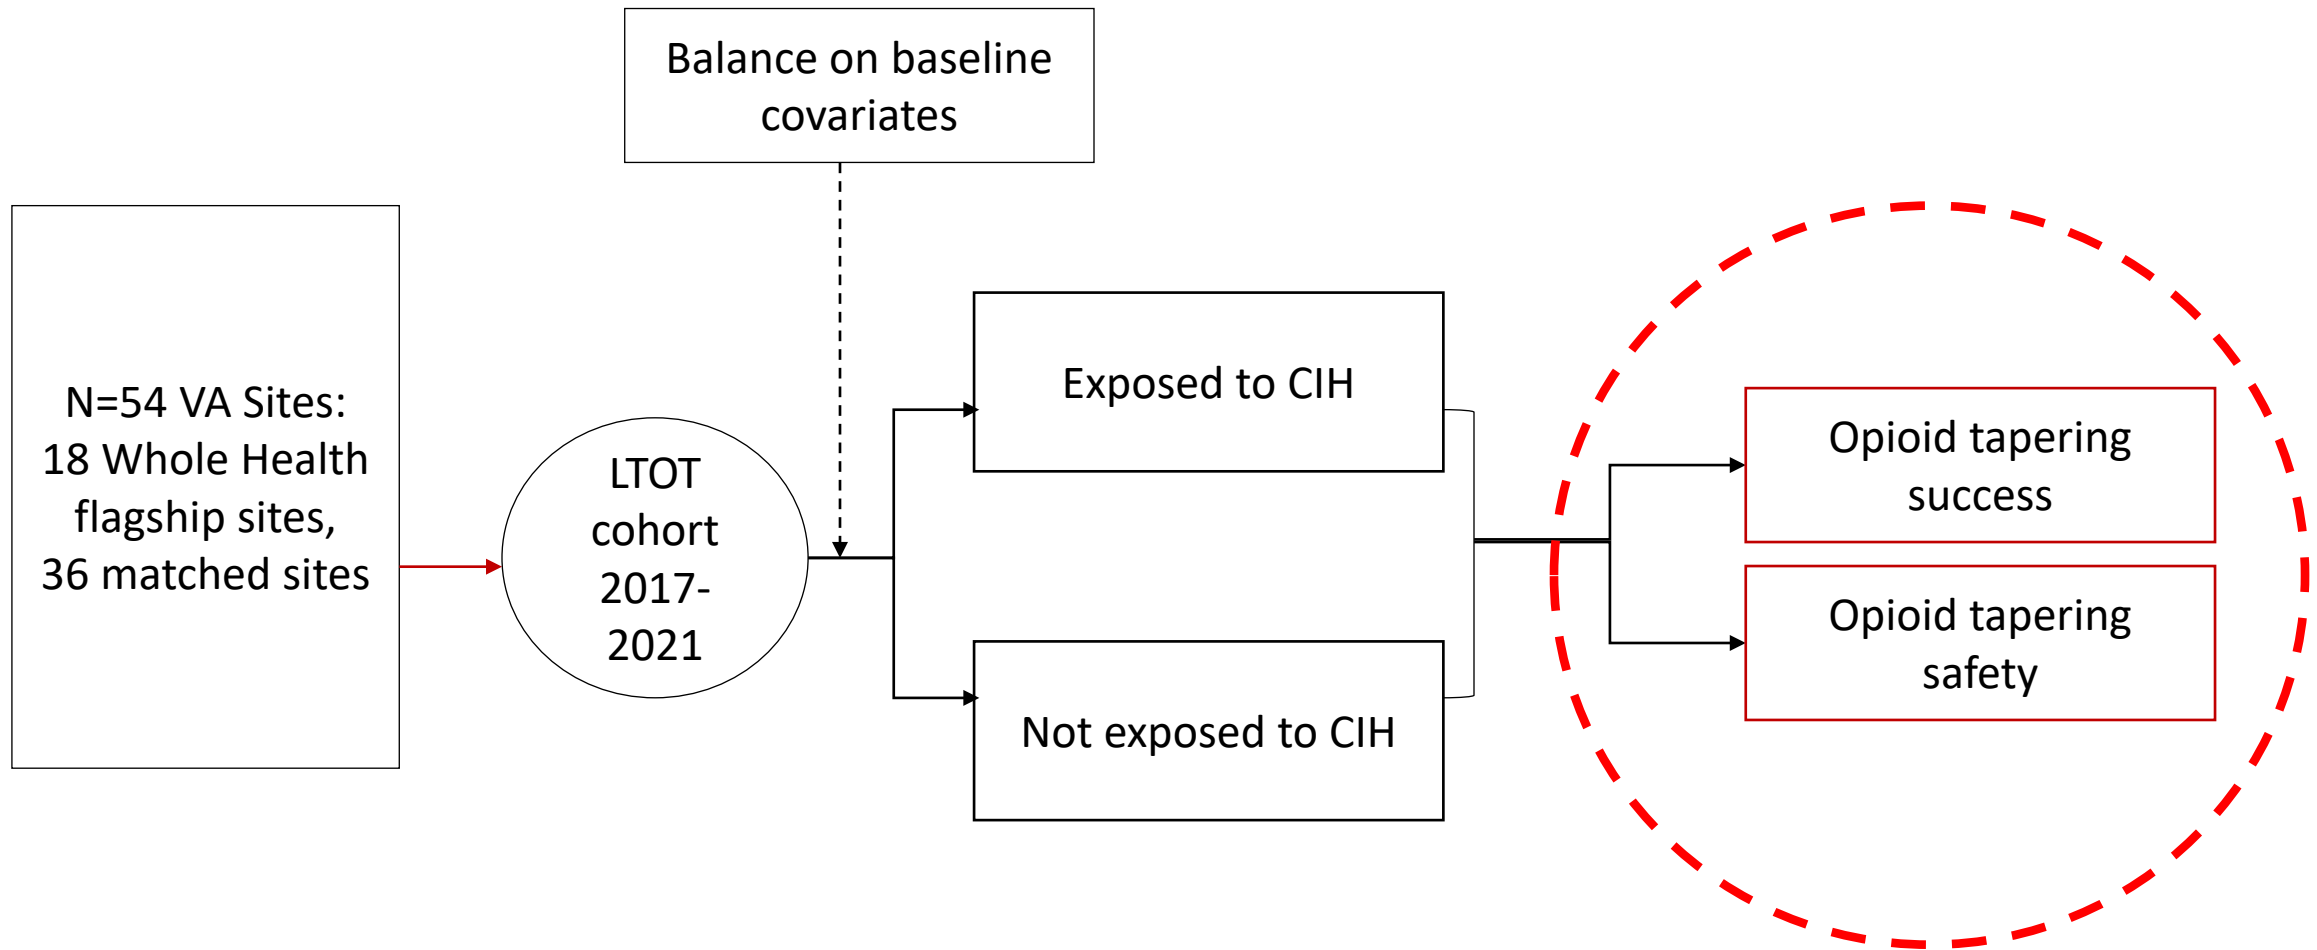 Balance on baseline
covariates
N=54 VA Sites:
18 Whole Health
flagship sites,
36 matched sites
LTOT
cohort
2017-
2021
Exposed to CIH
Not exposed to CIH
Opioid tapering
success
Opioid tapering
safety